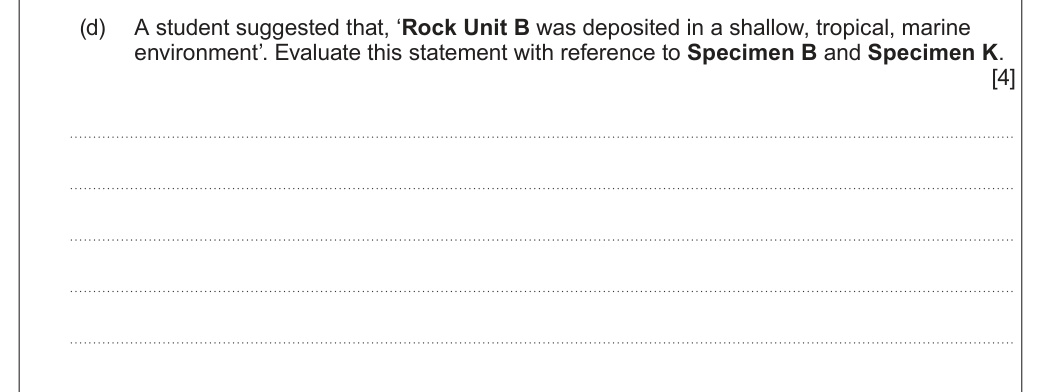 (d) A student suggested that, ‘Rock Unit B was deposited in a shallow, tropical, marine
environment’. Evaluate this statement with reference to Specimen B and Specimen K.
[4]